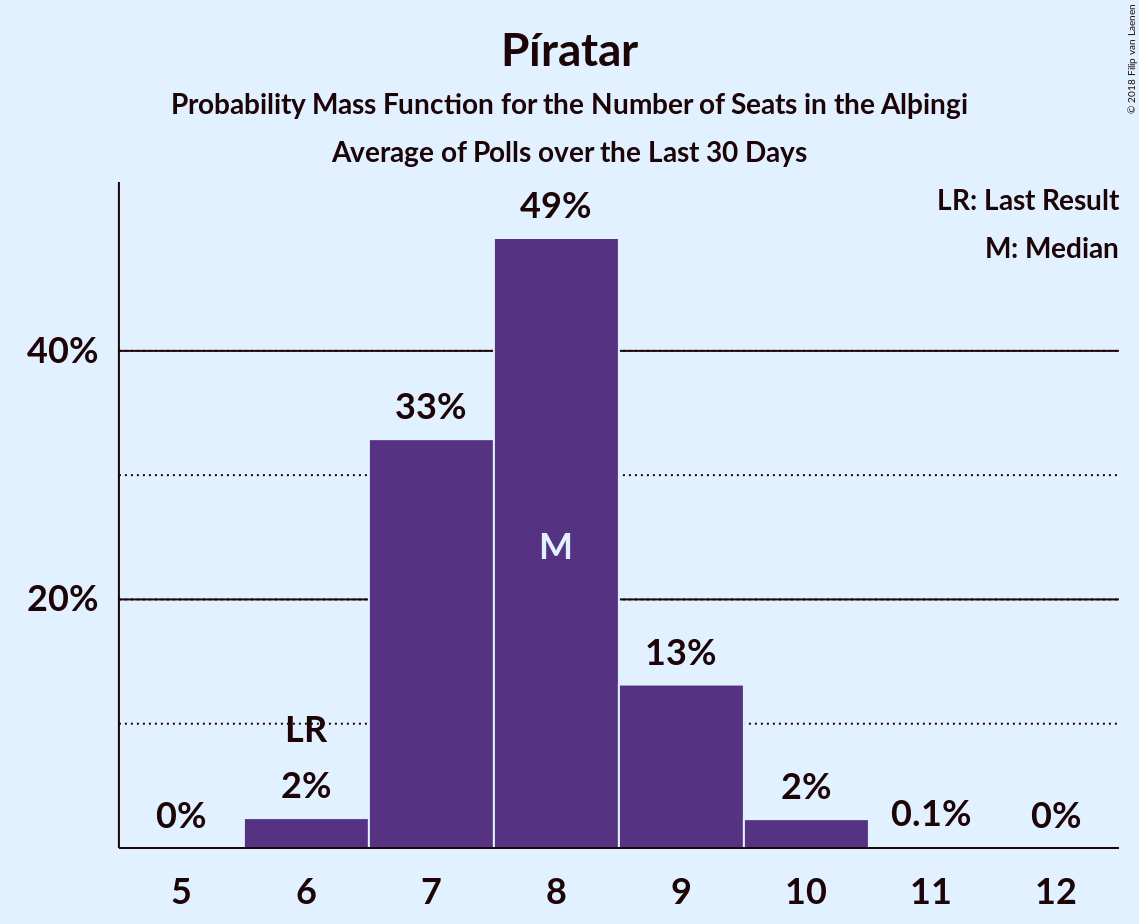 Píratar
Probability Mass Function for the Number of Seats in the Alþingi
Average of Polls over the Last 30 Days
© 2018 Filip van Laenen
LR: Last Result
M: Median
49%
40%
33%
M
20%
13%
LR
2%
0%
2%
0.1%
0%
5 6 7 8 9 10 11 12